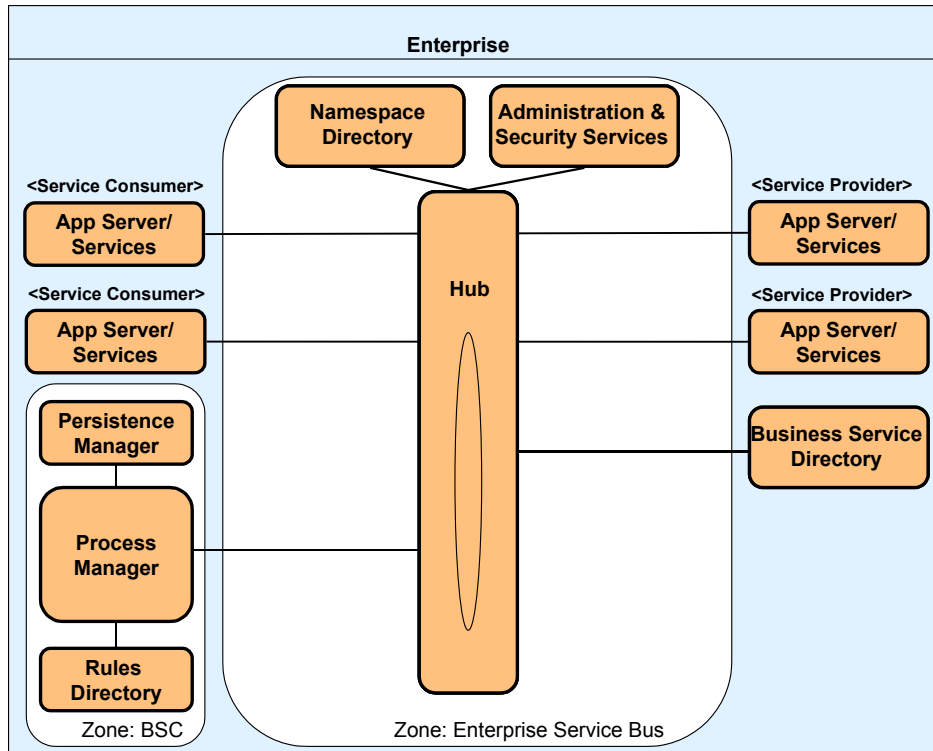 Enterprise
Namespace
Directory
Administration &
Security Services
<Service Consumer>
App Server/
Services
<Service Provider>
App Server/
Services
Hub
<Service Consumer>
App Server/
Services
<Service Provider>
App Server/
Services
Persistence
Manager
Business Service
Directory
Process
Manager
Rules
Directory
Zone: BSC
Zone: Enterprise Service Bus